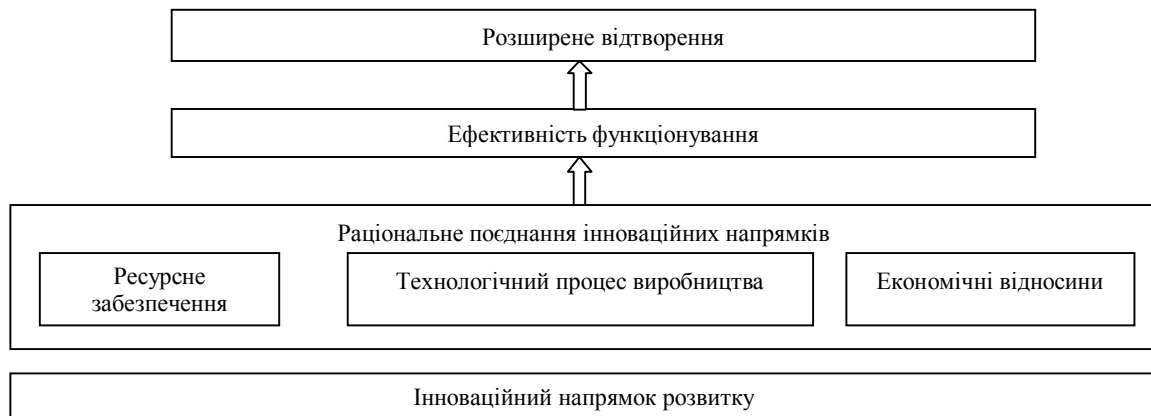 Розширене відтворення
Ефективність функціонування
Раціональне поєднання інноваційних напрямків
Ресурсне
забезпечення
Технологічний процес виробництва
Економічні відносини
Інноваційний напрямок розвитку